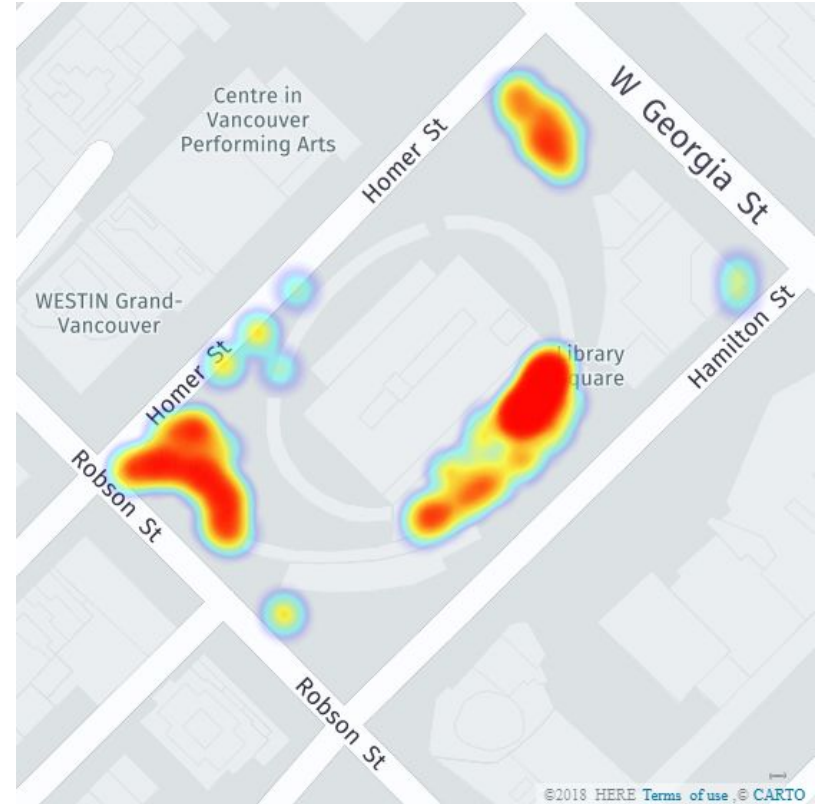 W Georgia St
Centre in
Vancouver
Performing Arts
Homer St
WESTIN Grand-
Vancouver
Hamilton St
Library
quare
Homer St
Robson St
Robson St
©2018 HERE Terms of use ,© CARTO